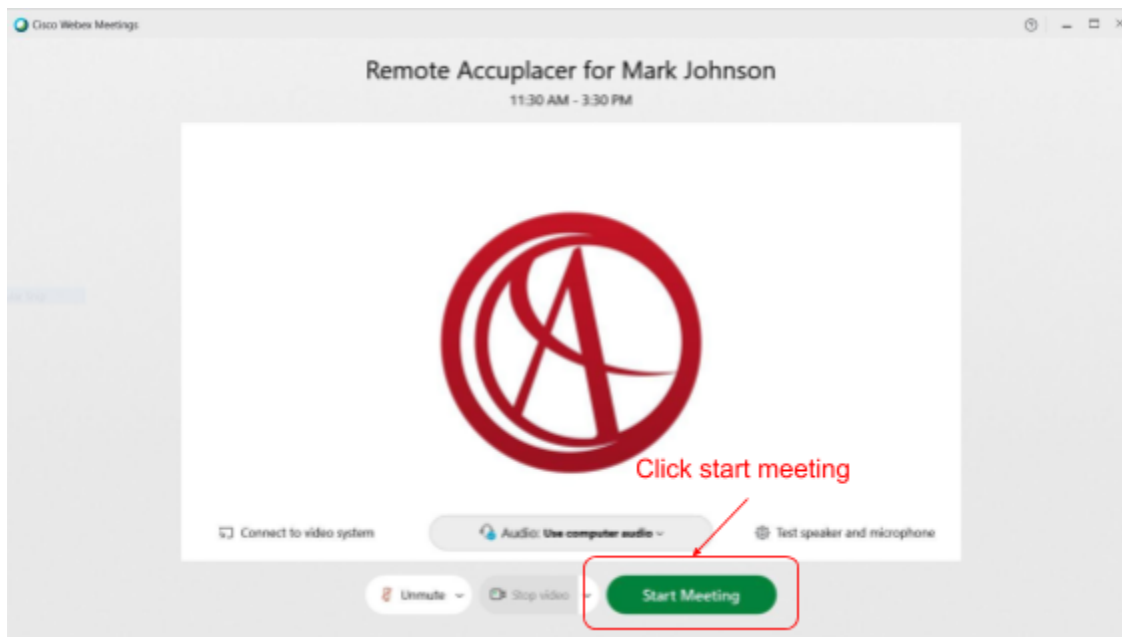 Cisco Webex Meetings
Remote Accuplacer for Mark Johnson
11:30 AM - 3:30 PM
Click start meeting
Connect to video system
Audio: Use computer audio
Test speaker and microphone
Unmute
Stop video
Start Meeting